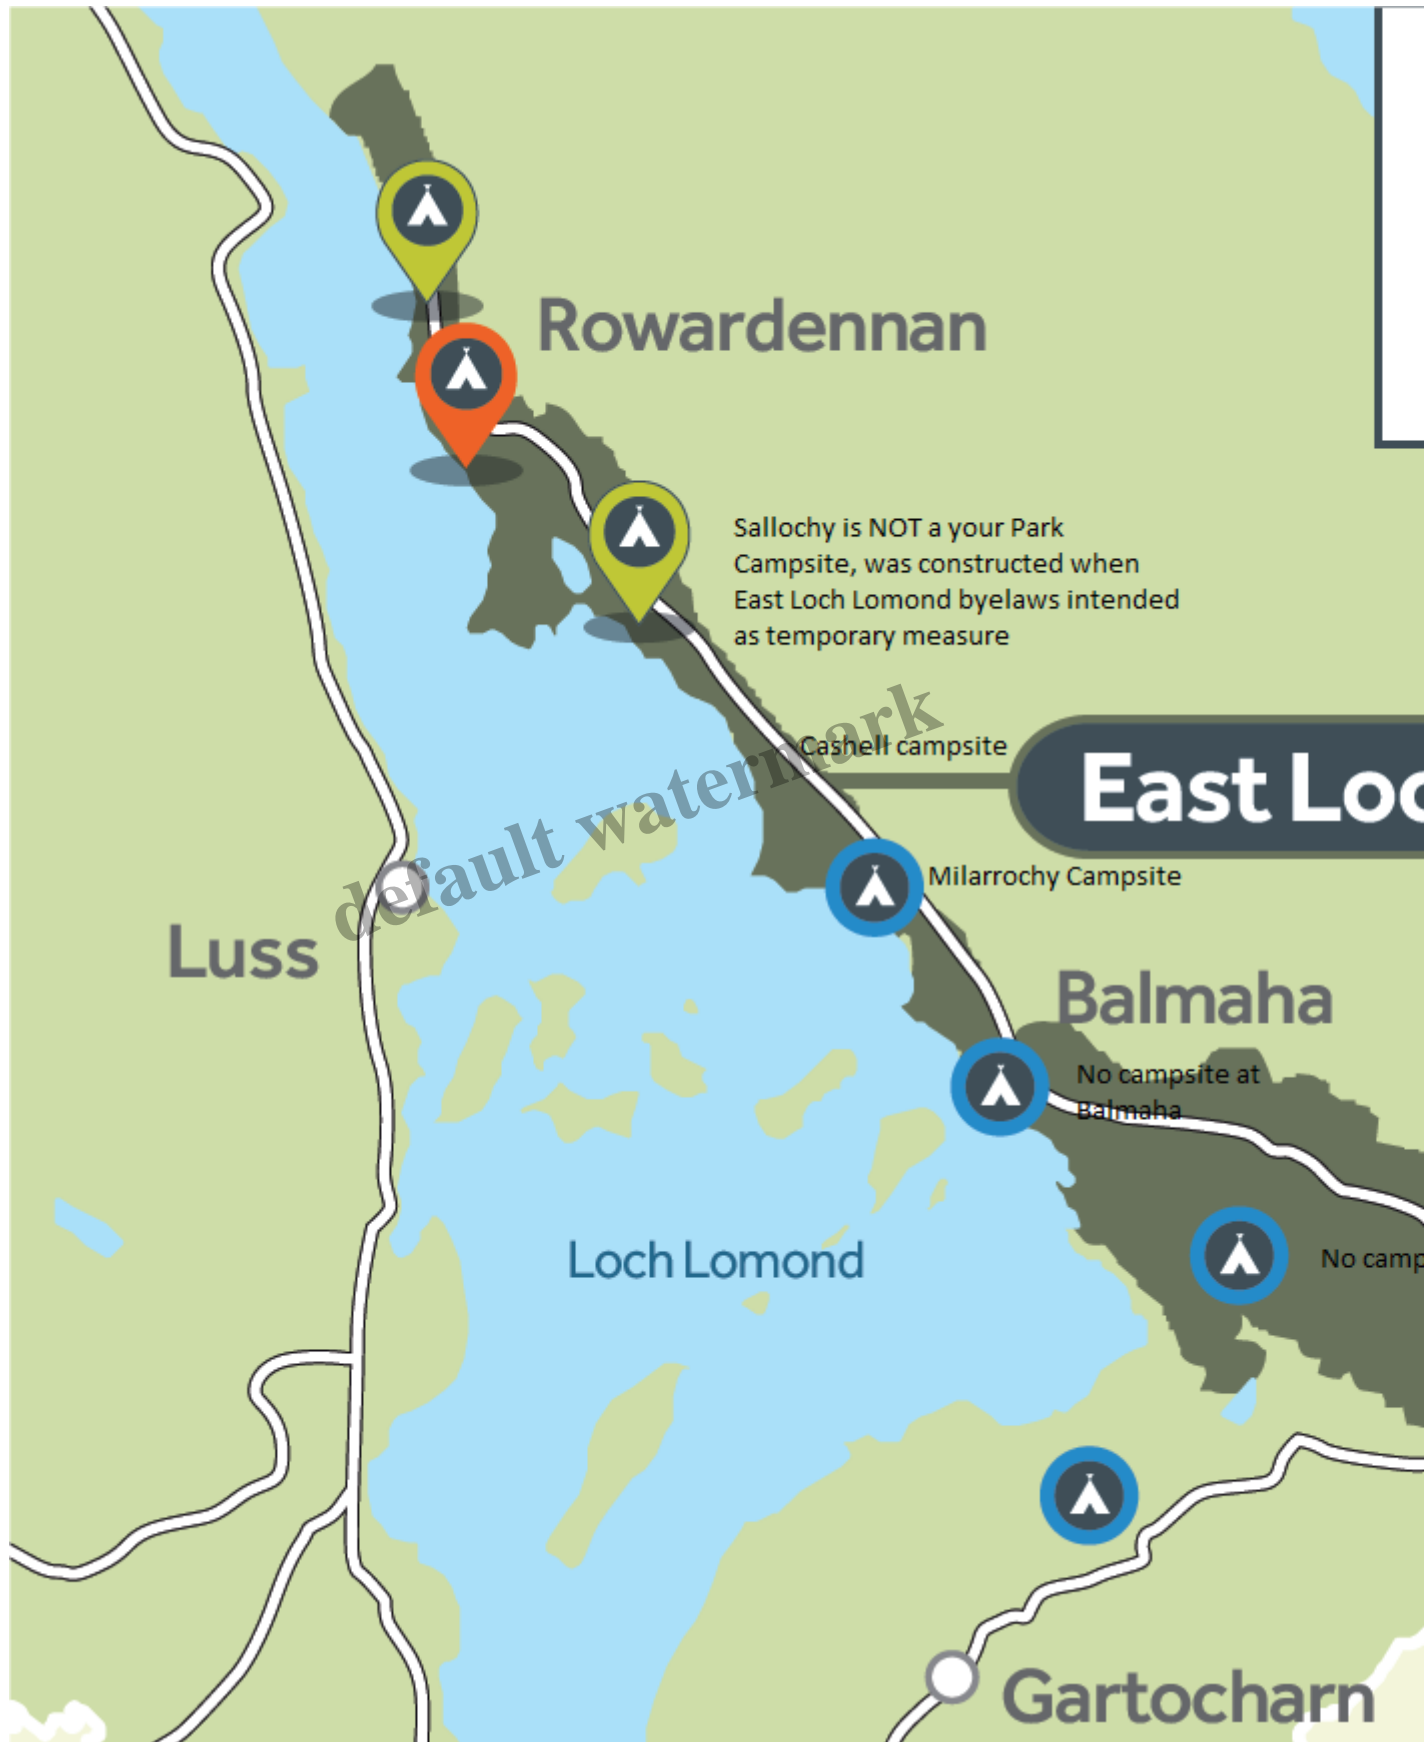 Rowardennan
Sallochy is NOT a your Park
Campsite, was constructed when
East Loch Lomond byelaws intended
as temporary measure
default watermark
Cashell campsite
East Loc
Milarrochy Campsite
Luss
Balmaha
No campsite at
Balmaha
Loch Lomond
No camp
Gartocharn